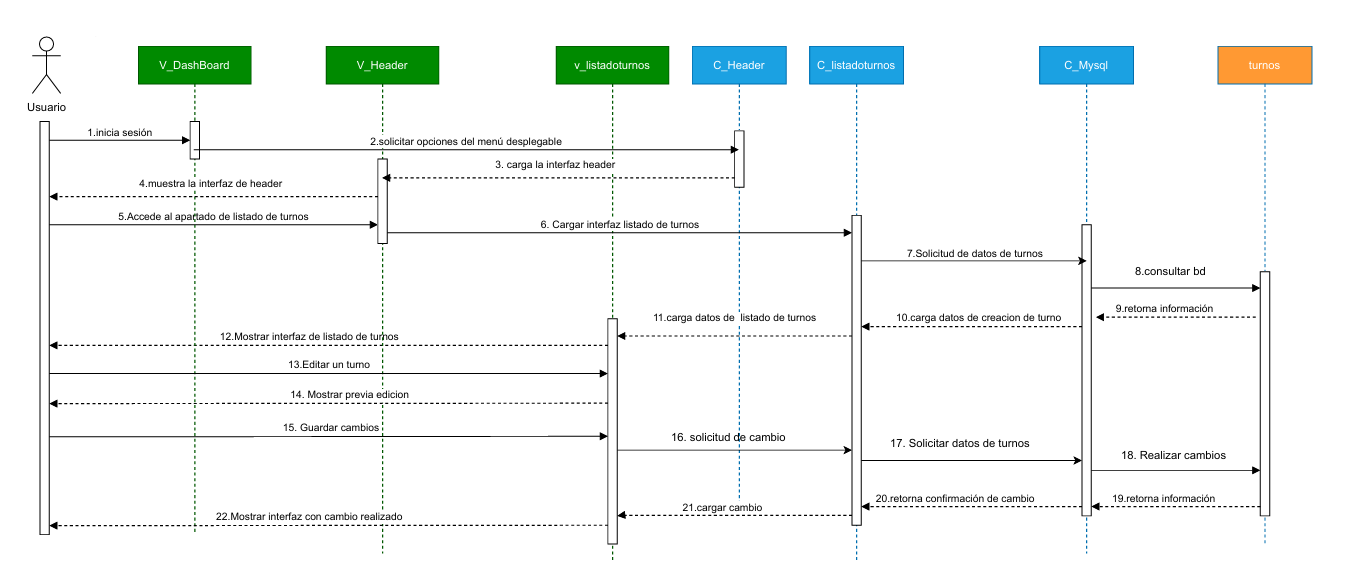 V_DashBoard
V_Header
v_listadoturnos
C_Header
C_listadoturnos
C_Mysql
turnos
Usuario
1.inicia sesión
2.solicitar opciones del menú desplegable
3. carga la interfaz header
4.muestra la interfaz de header
5.Accede al apartado de listado de turnos
6. Cargar interfaz listado de turnos
7.Solicitud de datos de turnos
8.consultar bd
9.retorna información
10.carga datos de creacion de turno
11.carga datos de listado de turnos
12.Mostrar interfaz de listado de turnos
13.Editar un turno
14. Mostrar previa edicion
15. Guardar cambios
16. solicitud de cambio
17. Solicitar datos de turnos
18. Realizar cambios
19.retorna información
20.retorna confirmación de cambio
21.cargar cambio
22.Mostrar interfaz con cambio realizado